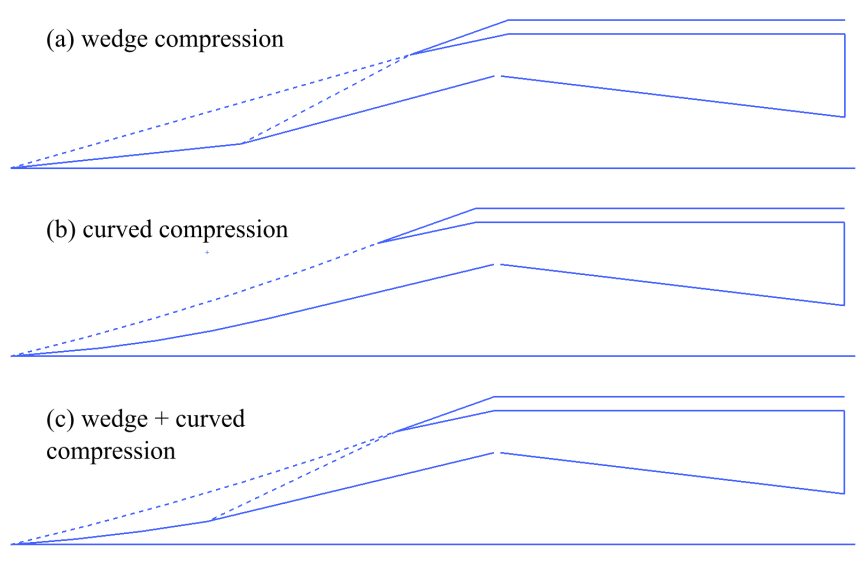 (a) wedge compression
(b) curved compression
(c) wedge + curved
compression